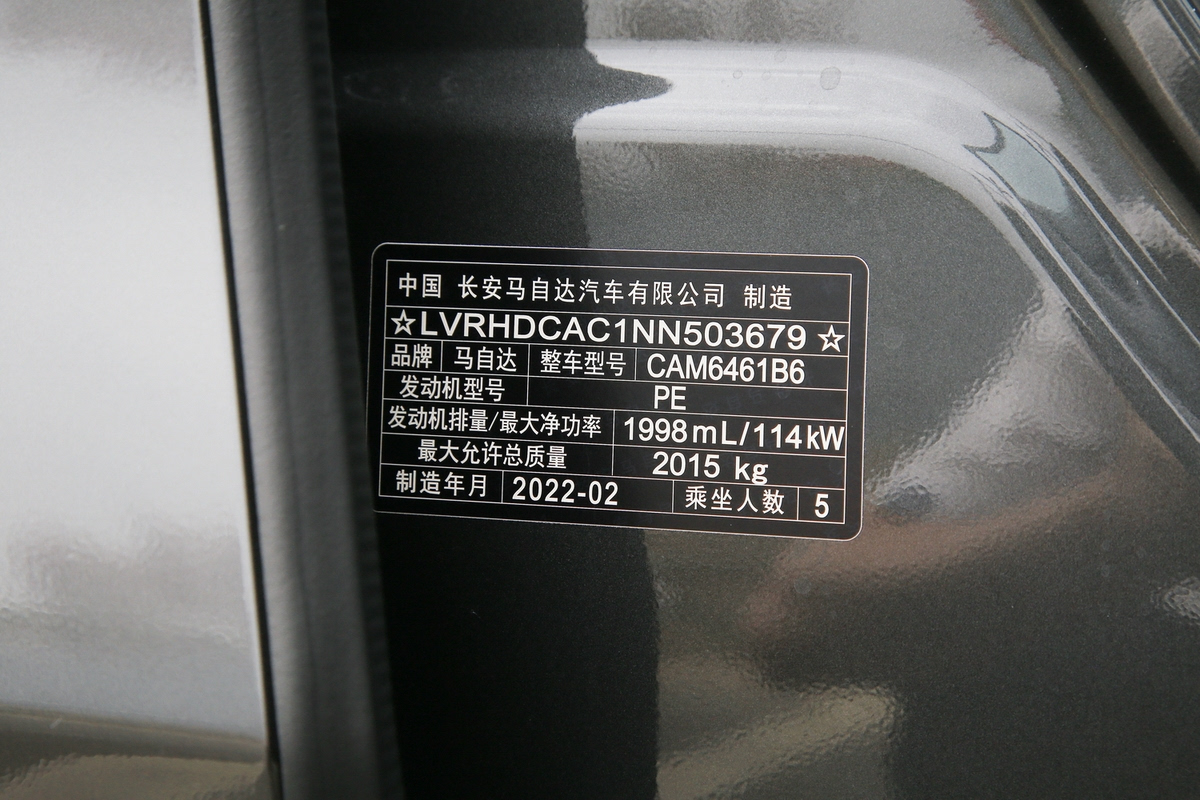 中国 长安马自达汽车有限公司 制造
☆LVRHDCAC1NN503679☆
品牌 马自达 整车型号 CAM6461B6
发动机型号 PE
发动机排量/最大净功率 1998mL/114kW
最大允许总质量 2015 kg
制造年月 2022-02 乘坐人数 5